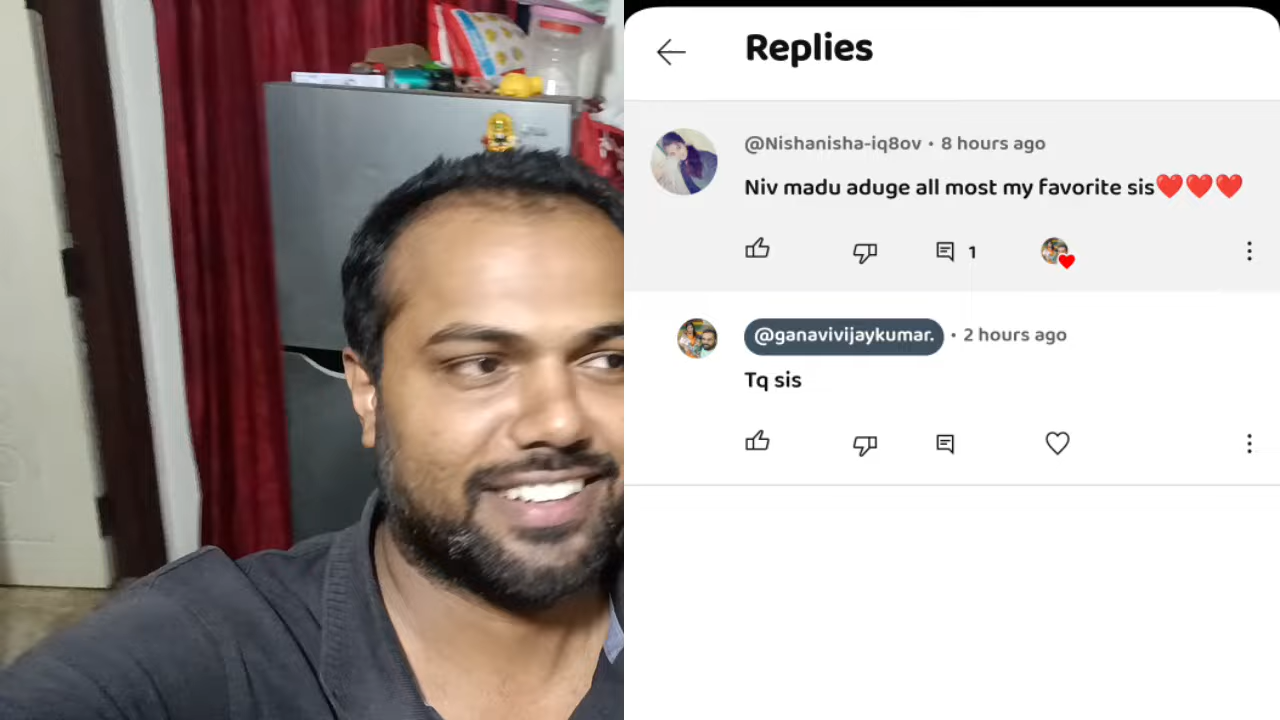 Replies
@Nishanisha-iq8ov • 8 hours ago
Niv madu aduge all most my favorite sis❤️❤️❤️
1
@ganavivijaykumar. • 2 hours ago
Tq sis